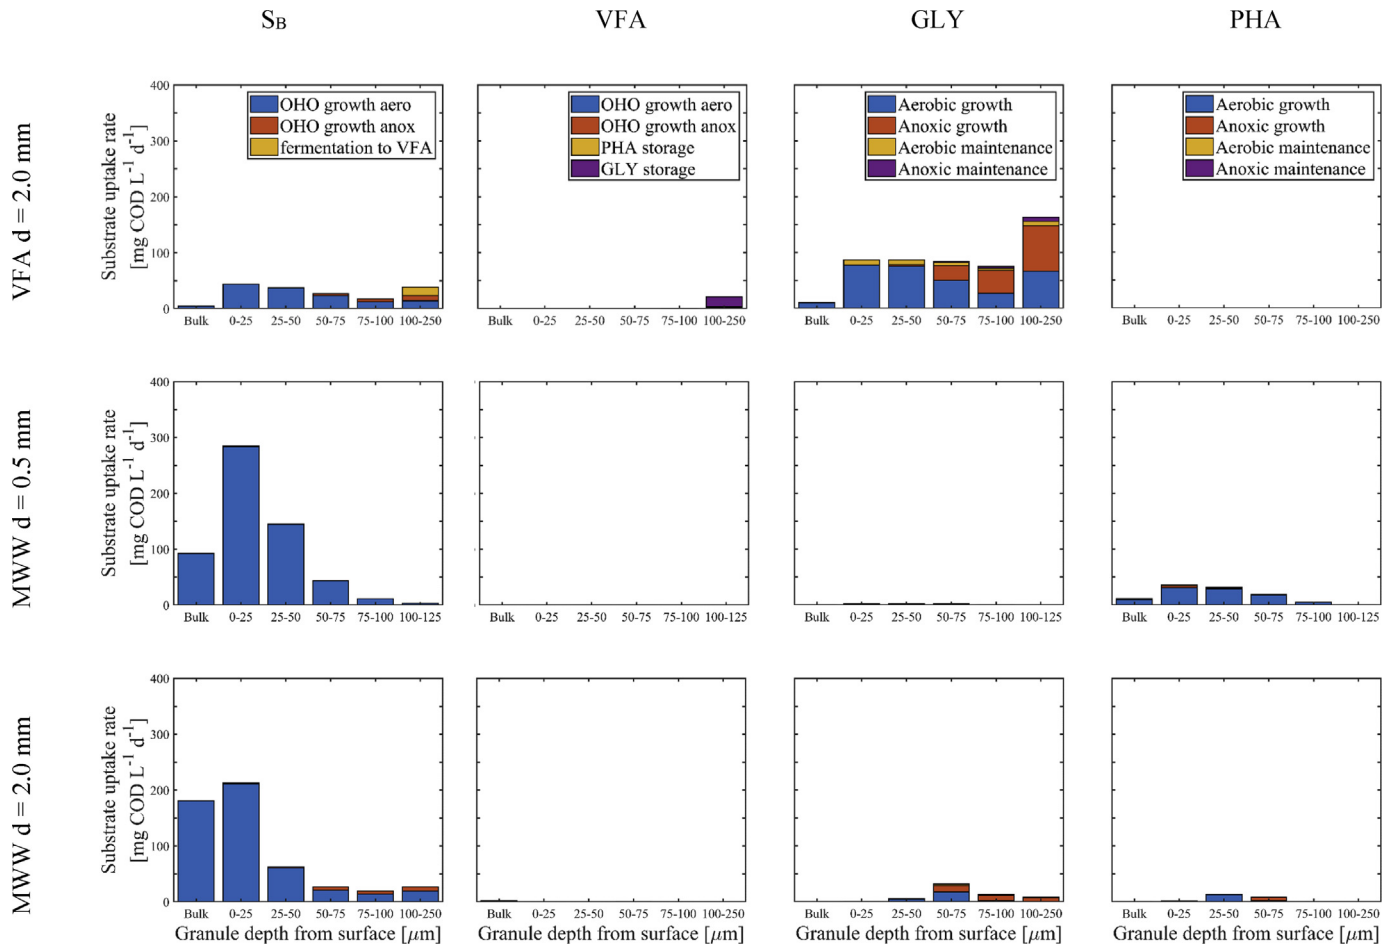 S_B VFA GLY PHA
VFA d = 2.0 mm
Substrate uptake rate
[mg COD L⁻¹ d⁻¹]
400
300
200
100
0
OHO growth aero
OHO growth anox
fermentation to VFA
Bulk 0-25 25-50 50-75 75-100 100-250
OHO growth aero
OHO growth anox
PHA storage
GLY storage
Bulk 0-25 25-50 50-75 75-100 100-250
Aerobic growth
Anoxic growth
Aerobic maintenance
Anoxic maintenance
Bulk 0-25 25-50 50-75 75-100 100-250
Aerobic growth
Anoxic growth
Aerobic maintenance
Anoxic maintenance
Bulk 0-25 25-50 50-75 75-100 100-250
MWW d = 0.5 mm
Substrate uptake rate
[mg COD L⁻¹ d⁻¹]
400
300
200
100
0
Bulk 0-25 25-50 50-75 75-100 100-125
Bulk 0-25 25-50 50-75 75-100 100-125
Bulk 0-25 25-50 50-75 75-100 100-125
Bulk 0-25 25-50 50-75 75-100 100-125
MWW d = 2.0 mm
Substrate uptake rate
[mg COD L⁻¹ d⁻¹]
400
300
200
100
0
Bulk 0-25 25-50 50-75 75-100 100-250
Granule depth from surface [μm]
Bulk 0-25 25-50 50-75 75-100 100-250
Granule depth from surface [μm]
Bulk 0-25 25-50 50-75 75-100 100-250
Granule depth from surface [μm]
Bulk 0-25 25-50 50-75 75-100 100-250
Granule depth from surface [μm]